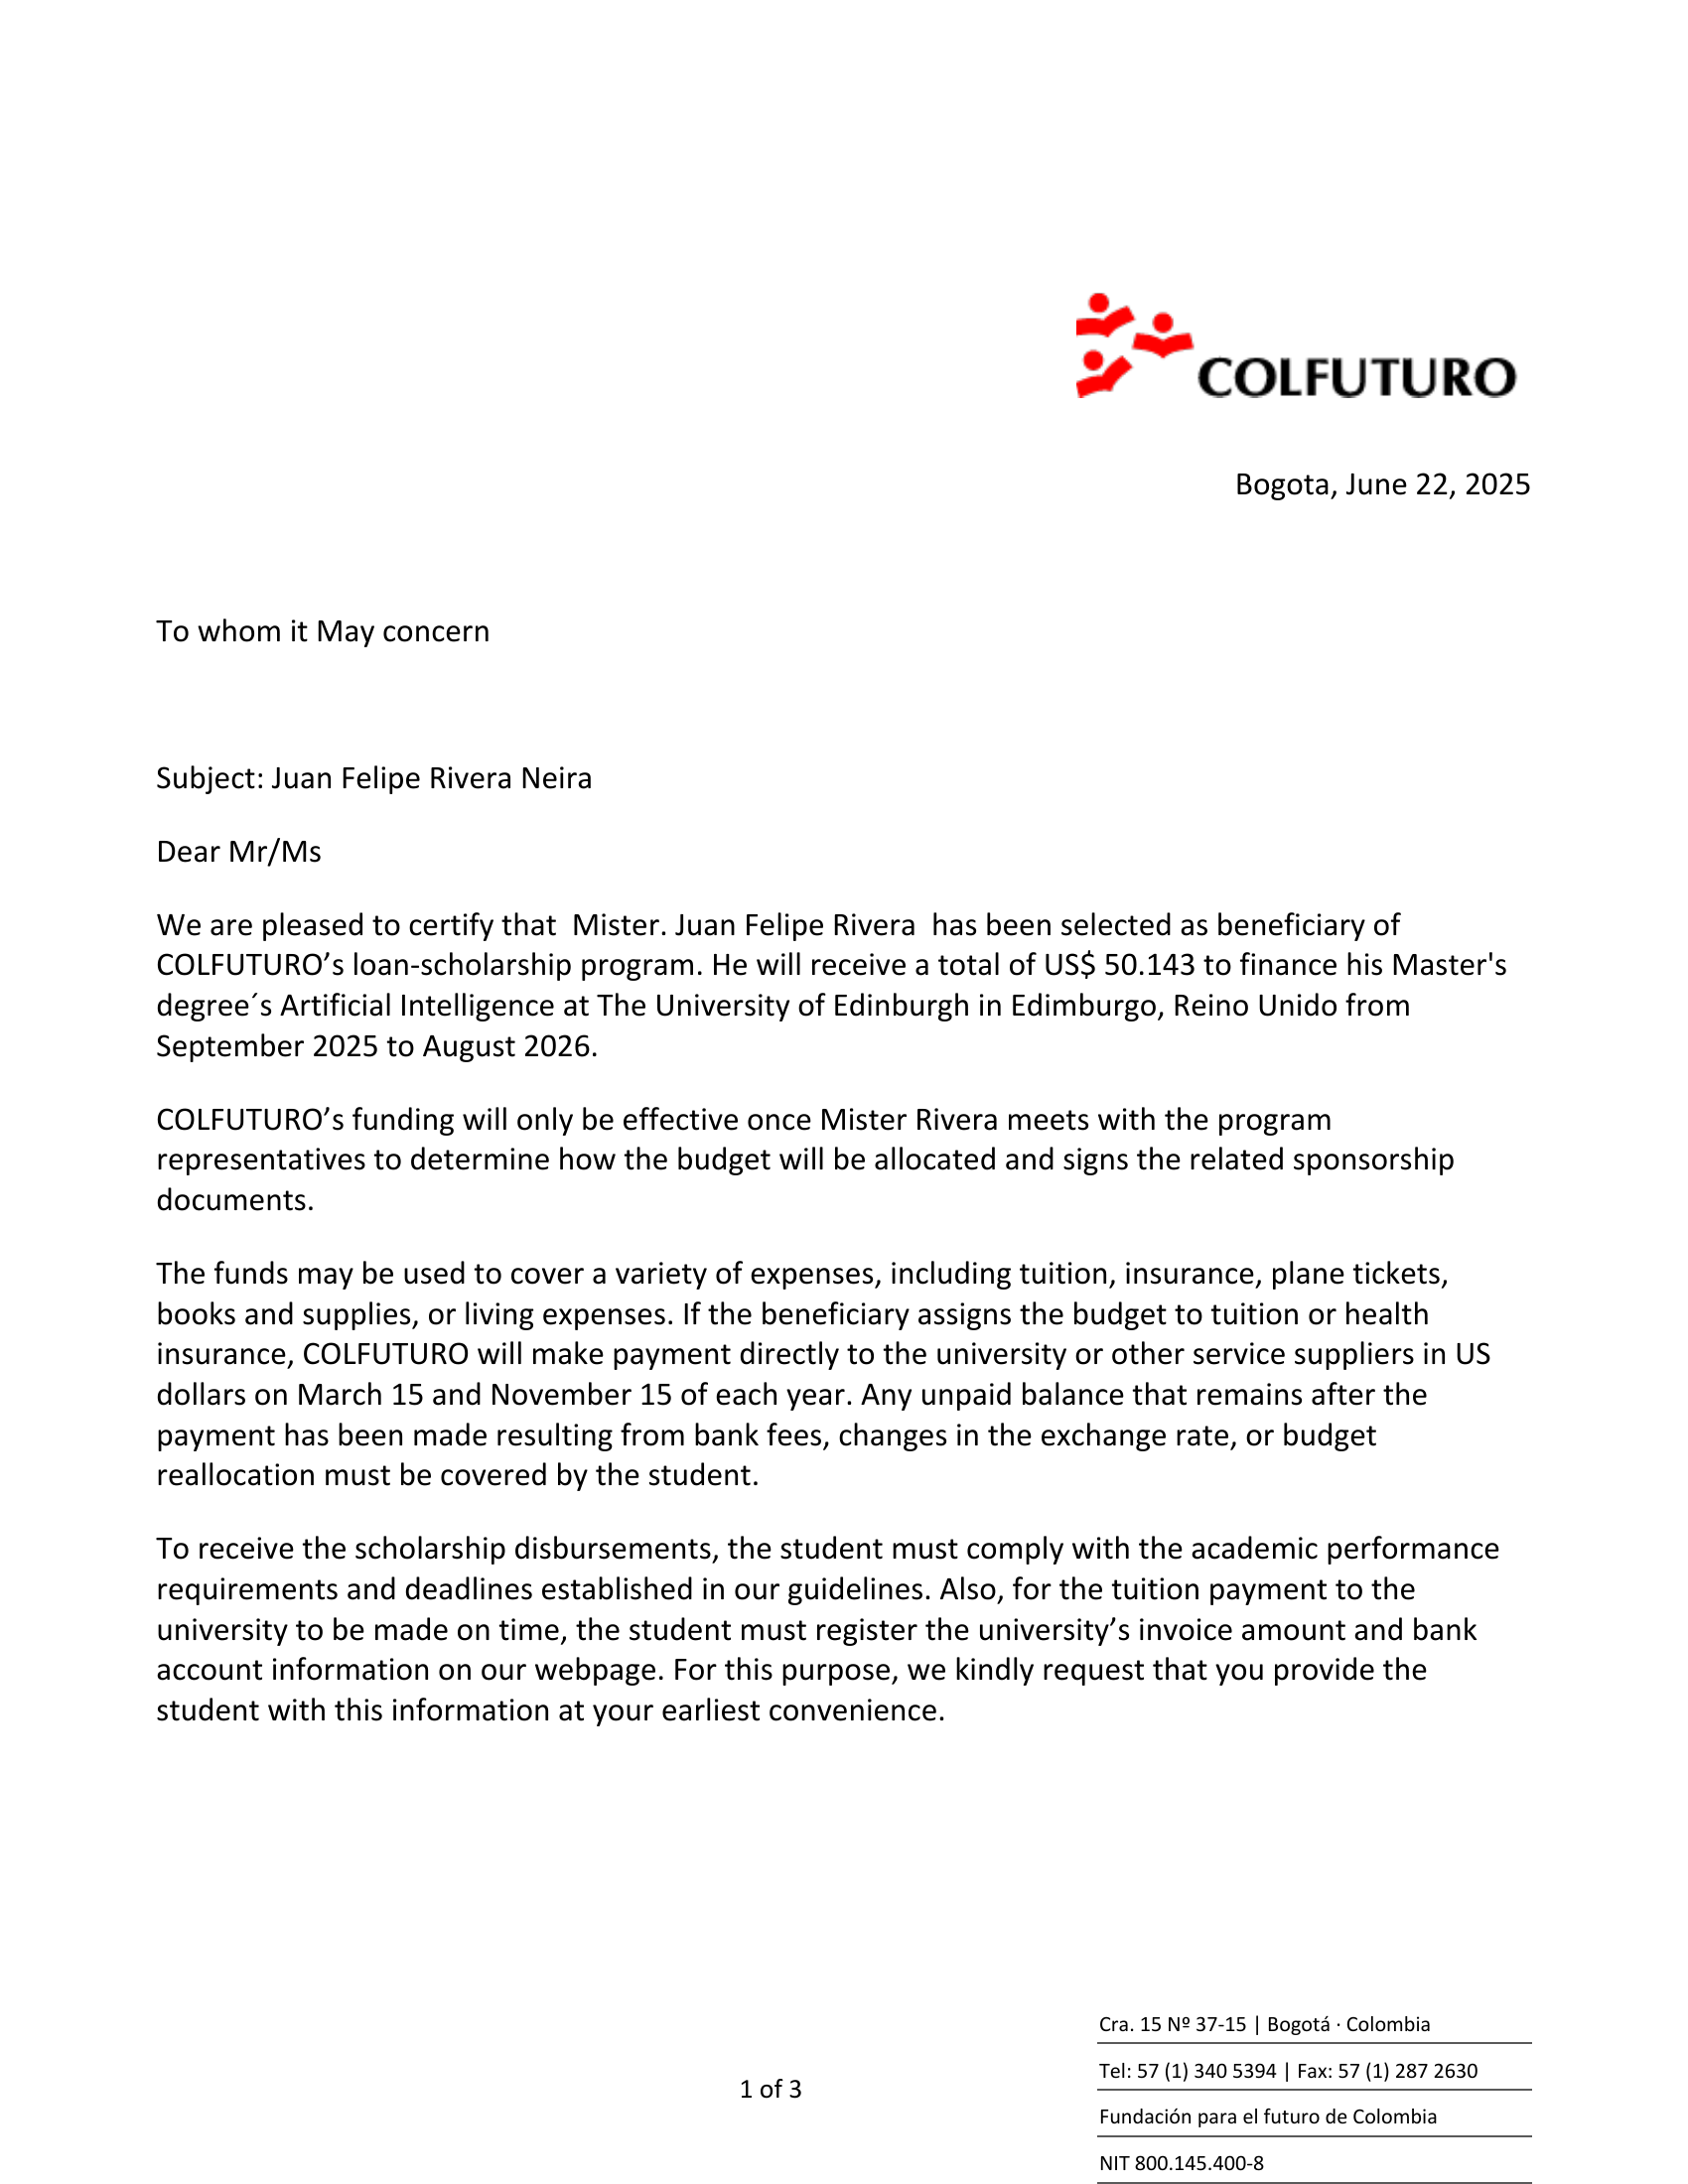 COLFUTURO
Bogota, June 22, 2025
To whom it May concern
Subject: Juan Felipe Rivera Neira
Dear Mr/Ms
We are pleased to certify that  Mister. Juan Felipe Rivera  has been selected as beneficiary of
COLFUTURO’s loan-scholarship program. He will receive a total of US$ 50.143 to finance his Master's
degree´s Artificial Intelligence at The University of Edinburgh in Edimburgo, Reino Unido from
September 2025 to August 2026.
COLFUTURO’s funding will only be effective once Mister Rivera meets with the program
representatives to determine how the budget will be allocated and signs the related sponsorship
documents.
The funds may be used to cover a variety of expenses, including tuition, insurance, plane tickets,
books and supplies, or living expenses. If the beneficiary assigns the budget to tuition or health
insurance, COLFUTURO will make payment directly to the university or other service suppliers in US
dollars on March 15 and November 15 of each year. Any unpaid balance that remains after the
payment has been made resulting from bank fees, changes in the exchange rate, or budget
reallocation must be covered by the student.
To receive the scholarship disbursements, the student must comply with the academic performance
requirements and deadlines established in our guidelines. Also, for the tuition payment to the
university to be made on time, the student must register the university’s invoice amount and bank
account information on our webpage. For this purpose, we kindly request that you provide the
student with this information at your earliest convenience.
Cra. 15 Nº 37-15 | Bogotá · Colombia
Tel: 57 (1) 340 5394 | Fax: 57 (1) 287 2630
1 of 3
Fundación para el futuro de Colombia
NIT 800.145.400-8